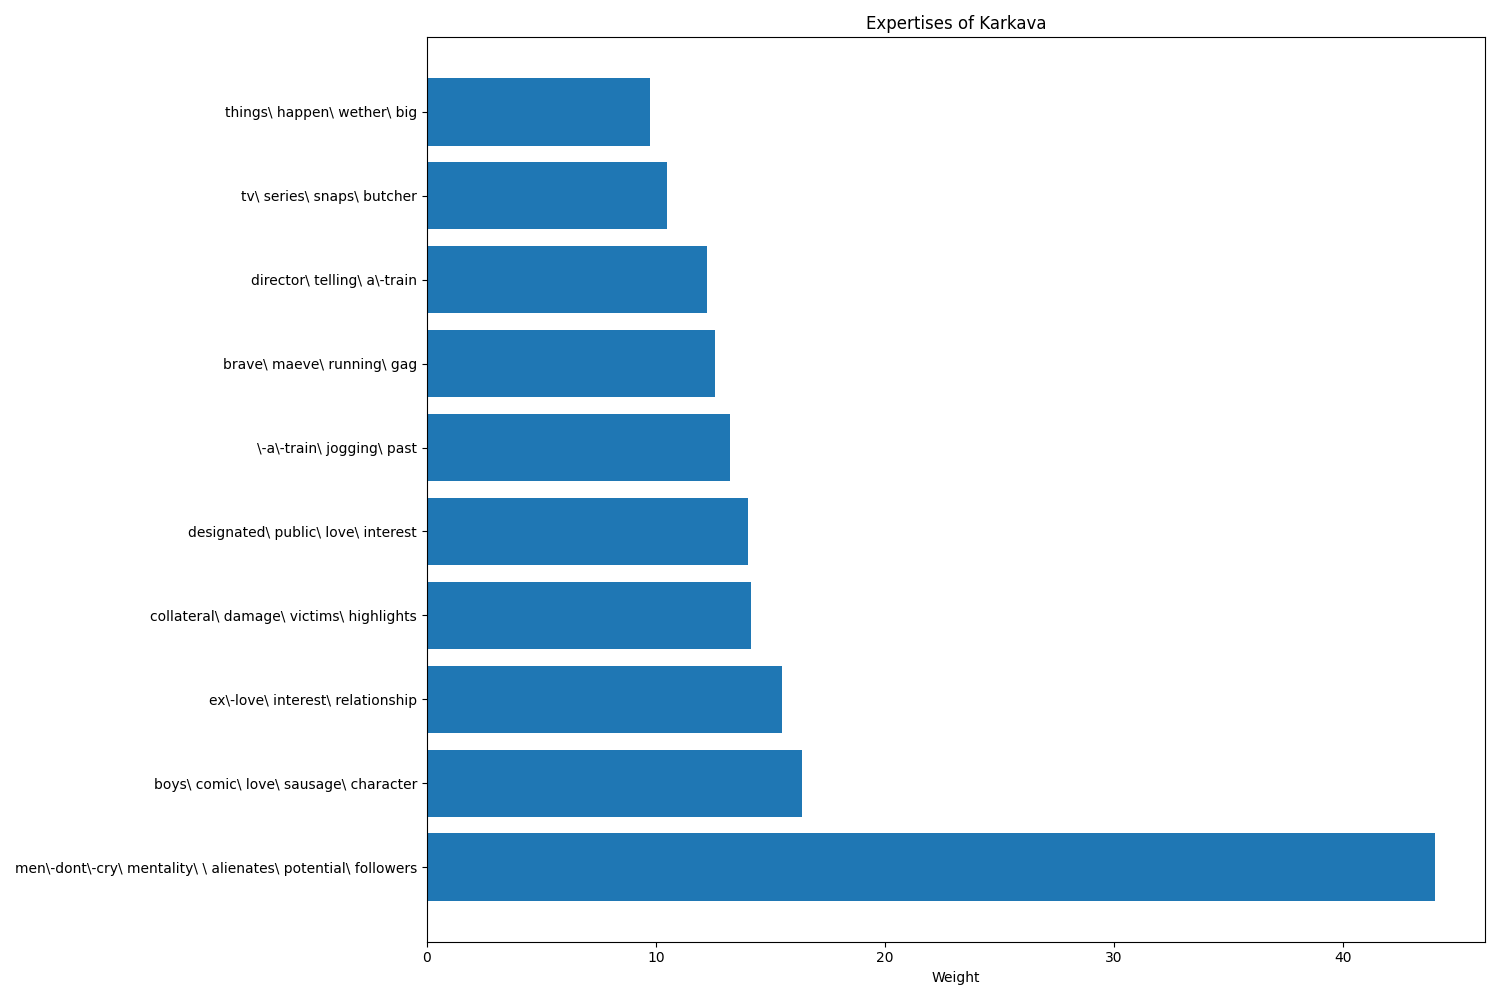 Expertises of Karkava
things\ happen\ wether\ big
tv\ series\ snaps\ butcher
director\ telling\ a\-train
brave\ maeve\ running\ gag
\-a\-train\ jogging\ past
designated\ public\ love\ interest
collateral\ damage\ victims\ highlights
ex\-love\ interest\ relationship
boys\ comic\ love\ sausage\ character
men\-dont\-cry\ mentality\ \ alienates\ potential\ followers
0 10 20 30 40
Weight